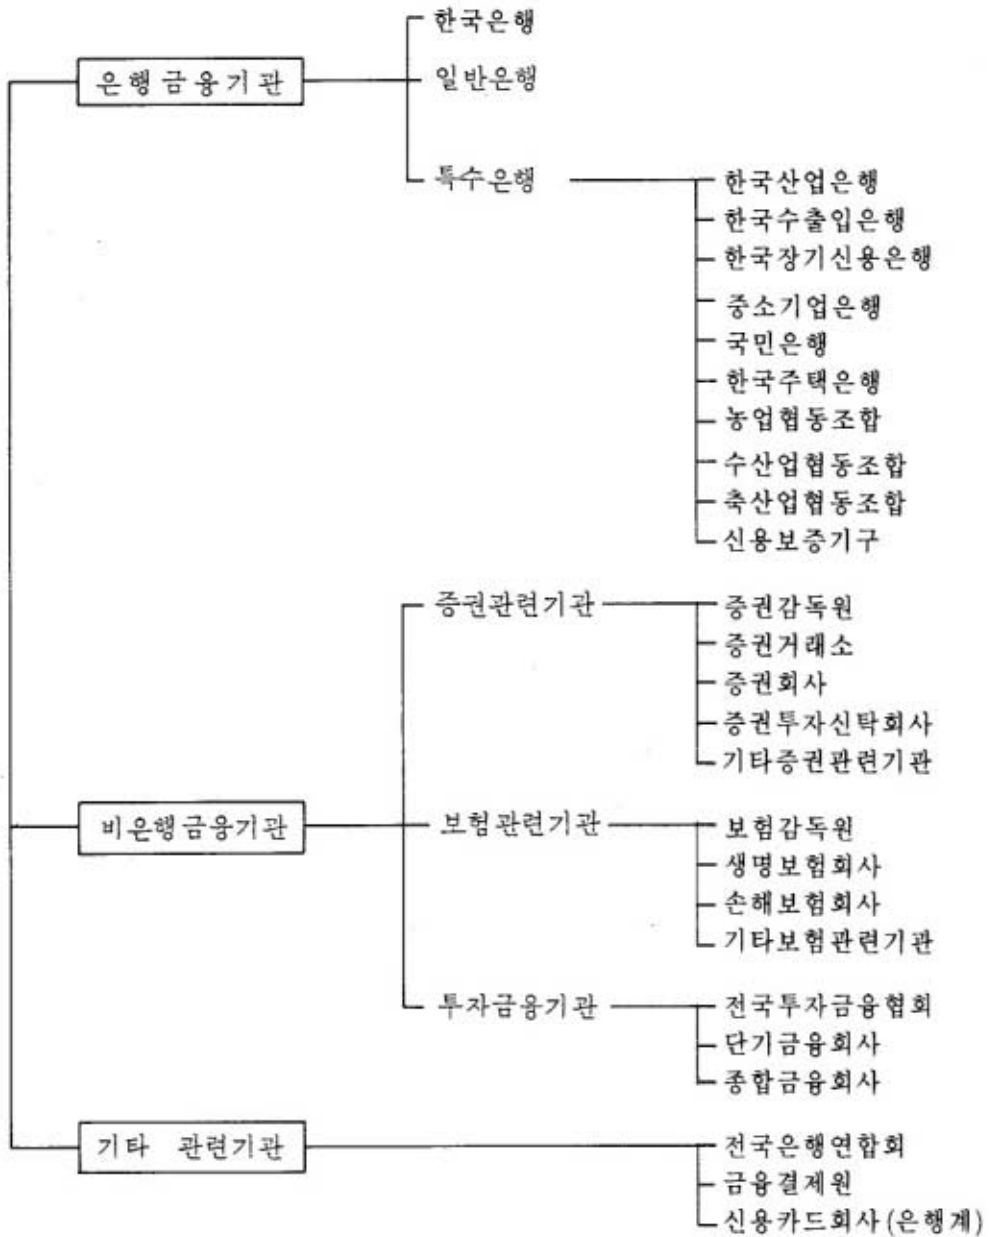 한국은행
은행금융기관
일반은행
특수은행
한국산업은행
한국수출입은행
한국장기신용은행
중소기업은행
국민은행
한국주택은행
농업협동조합
수산업협동조합
축산업협동조합
신용보증기구
증권관련기관
증권감독원
증권거래소
증권회사
증권투자신탁회사
기타증권관련기관
비은행금융기관
보험관련기관
보험감독원
생명보험회사
손해보험회사
기타보험관련기관
투자금융기관
전국투자금융협회
단기금융회사
종합금융회사
기타 관련기관
전국은행연합회
금융결제원
신용카드회사(은행계)